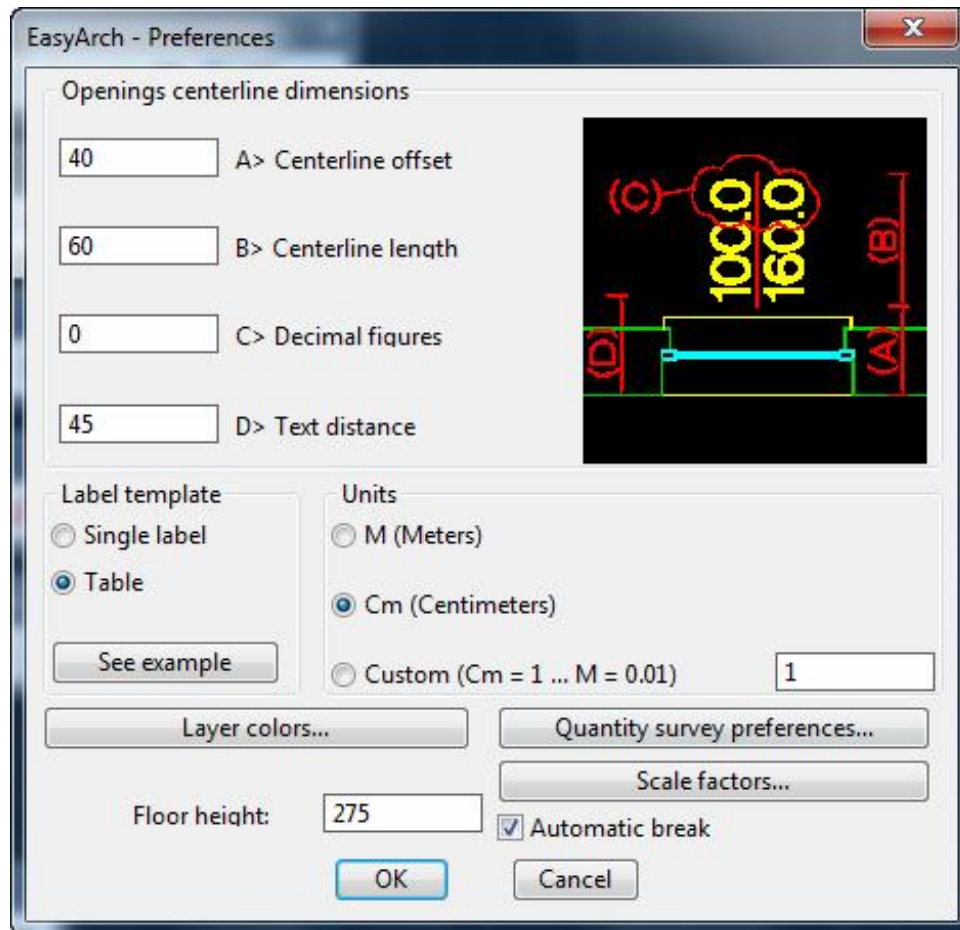 EasyArch - Preferences
X
Openings centerline dimensions
40 A> Centerline offset
60 B> Centerline length
0 C> Decimal figures
45 D> Text distance
(C)
100.0
160.0
(B)
(D)
(A)
Label template
Single label
Table
See example
Units
M (Meters)
Cm (Centimeters)
Custom (Cm = 1 ... M = 0.01) 1
Layer colors...
Quantity survey preferences...
Scale factors...
Floor height: 275
Automatic break
OK
Cancel